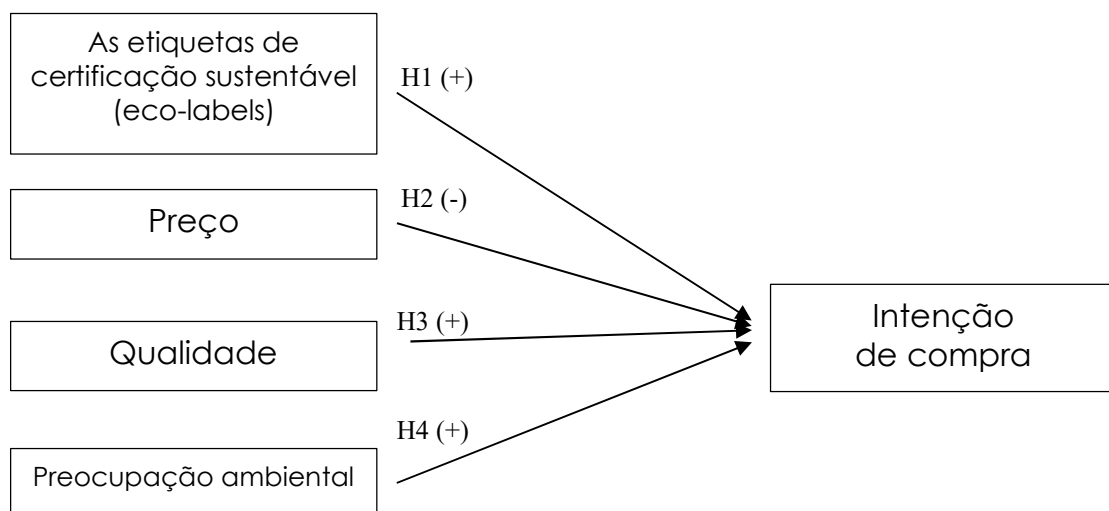 As etiquetas de
certificação sustentável
(eco-labels)
H1 (+)
Preço
H2 (-)
Qualidade
H3 (+)
Preocupação ambiental
H4 (+)
Intenção
de compra